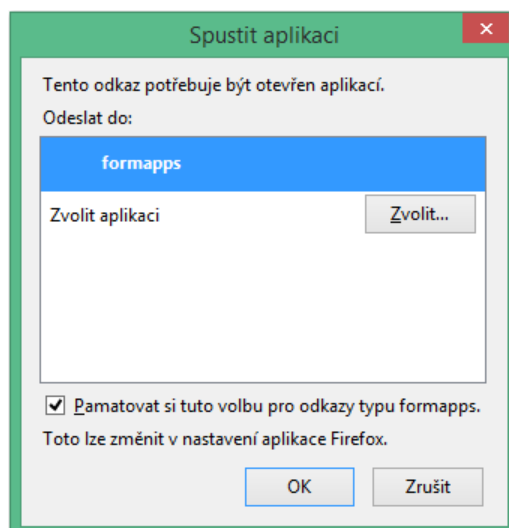 Spustit aplikaci
Tento odkaz potřebuje být otevřen aplikací.
Odeslat do:
formapps
Zvolit aplikaci
Zvolit...
Pamatovat si tuto volbu pro odkazy typu formapps.
Toto lze změnit v nastavení aplikace Firefox.
OK
Zrušit